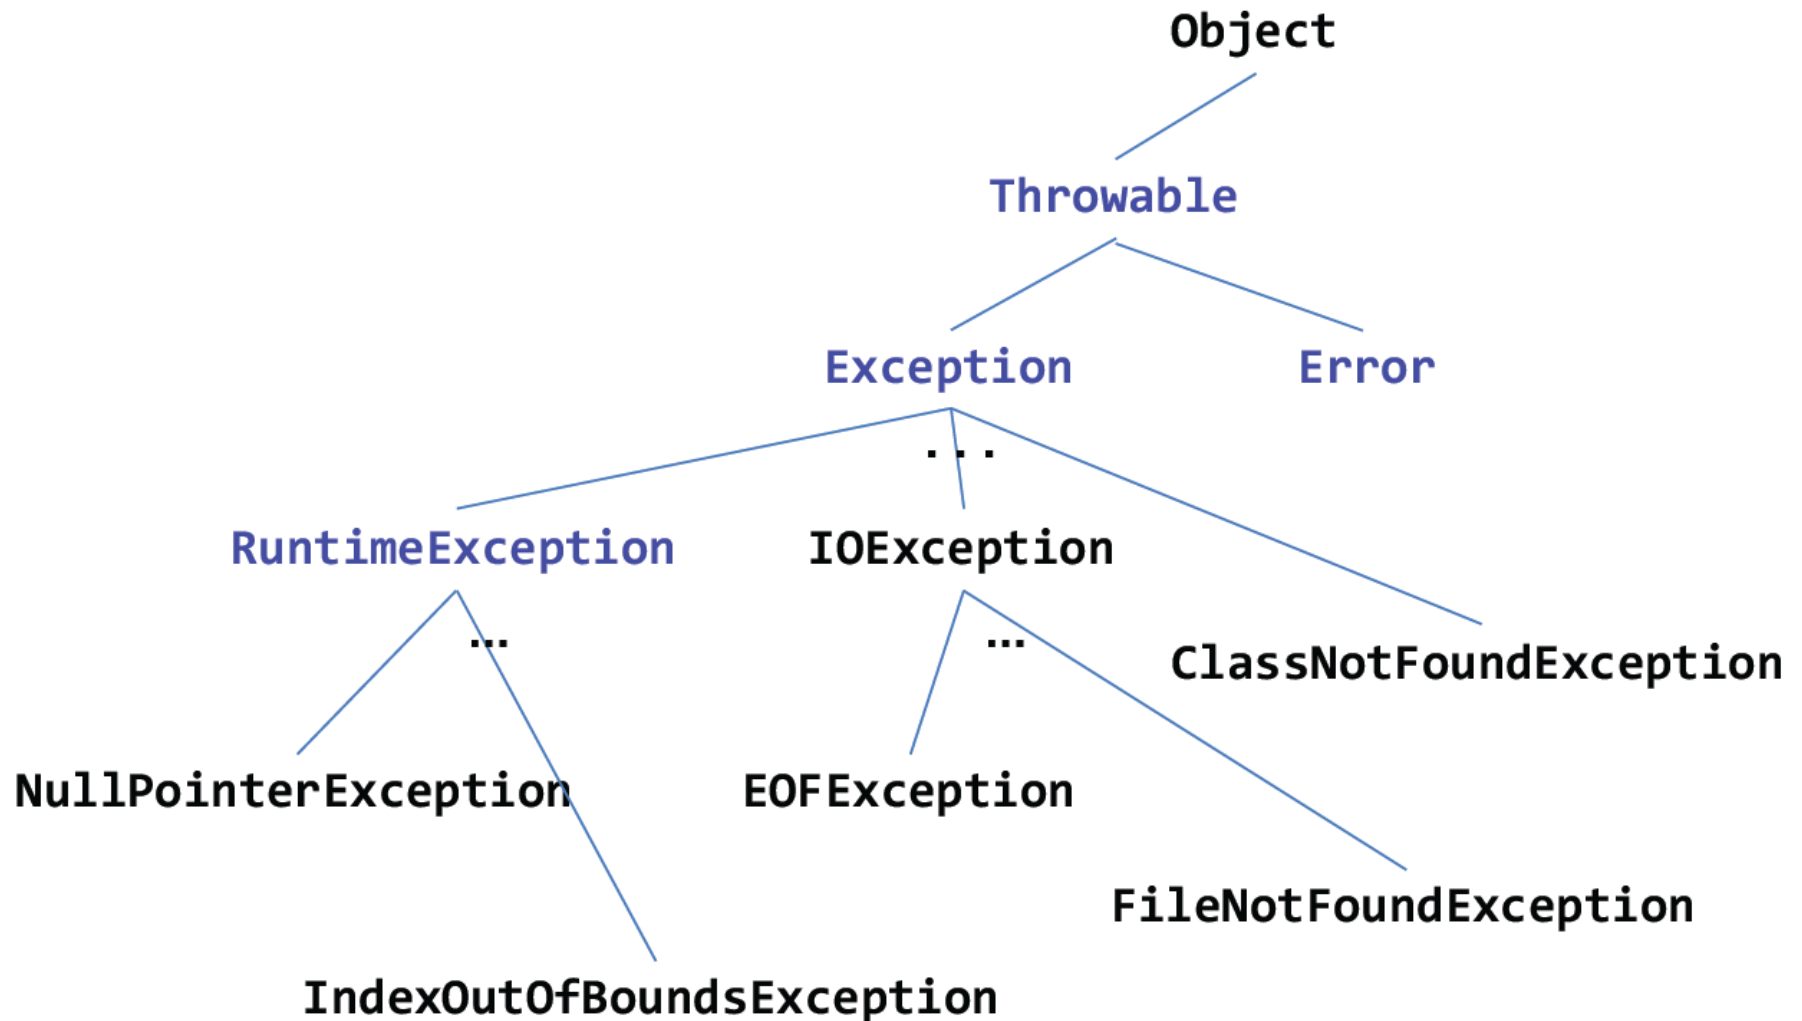 Object
Throwable
Exception Error
...
RuntimeException IOException
... ...
ClassNotFoundException
NullPointerException EOFException
FileNotFoundException
IndexOutOfBoundsException